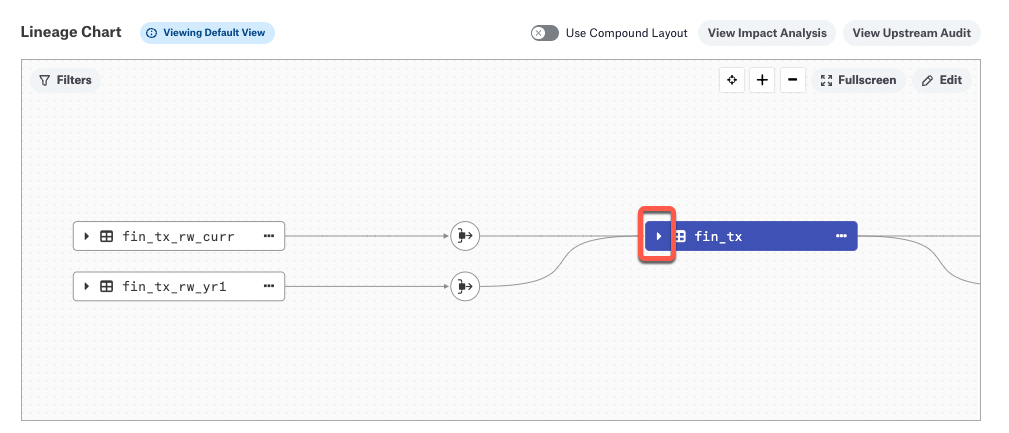 Lineage Chart
Viewing Default View
Use Compound Layout
View Impact Analysis
View Upstream Audit
Filters
Fullscreen
Edit
fin_tx_rw_curr
fin_tx
fin_tx_rw_yr1